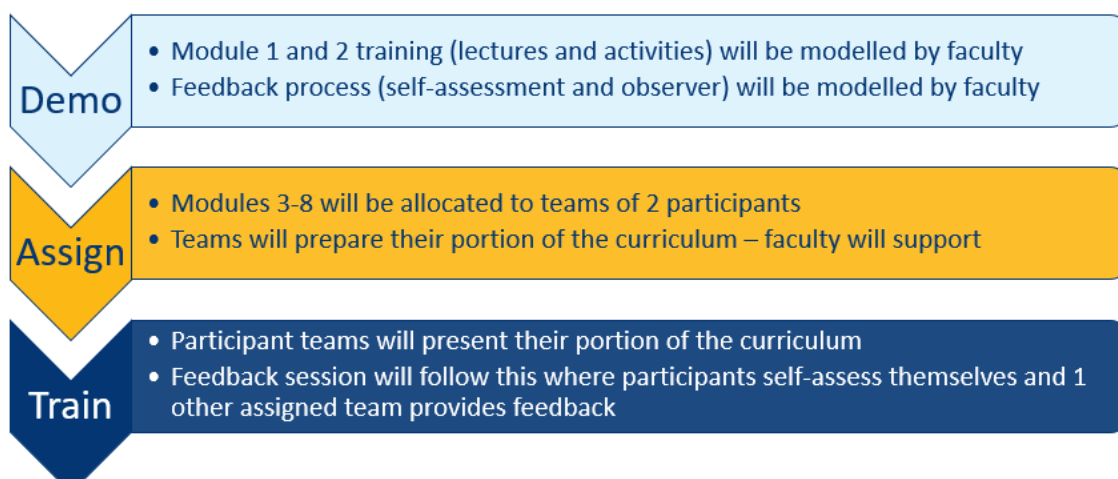 Demo
• Module 1 and 2 training (lectures and activities) will be modelled by faculty
• Feedback process (self-assessment and observer) will be modelled by faculty
Assign
• Modules 3-8 will be allocated to teams of 2 participants
• Teams will prepare their portion of the curriculum – faculty will support
Train
• Participant teams will present their portion of the curriculum
• Feedback session will follow this where participants self-assess themselves and 1
other assigned team provides feedback